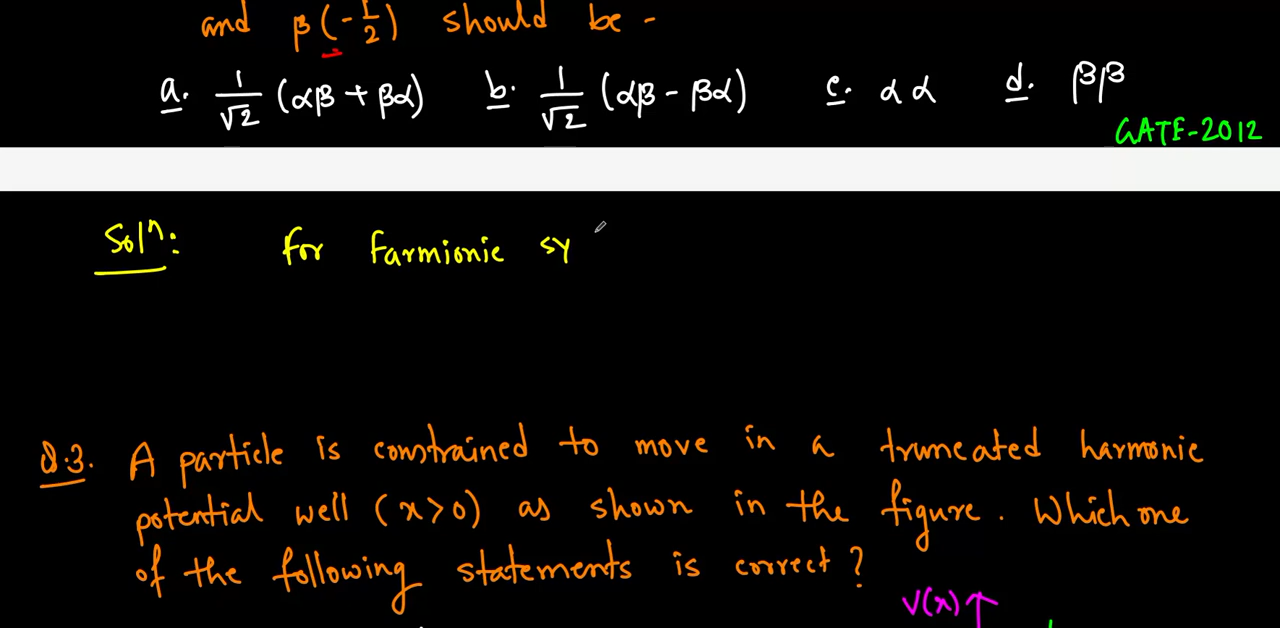 and β(-1/2) should be -
a. 1/√2 (αβ + βα) b. 1/√2 (αβ - βα) c. αα d. ββ
GATE-2012
Solⁿ: For Farmionic sy
Q.3. A particle is constrained to move in a truncated harmonic
potential well (x>0) as shown in the figure. Which one
of the following statements is correct?
V(x)↑